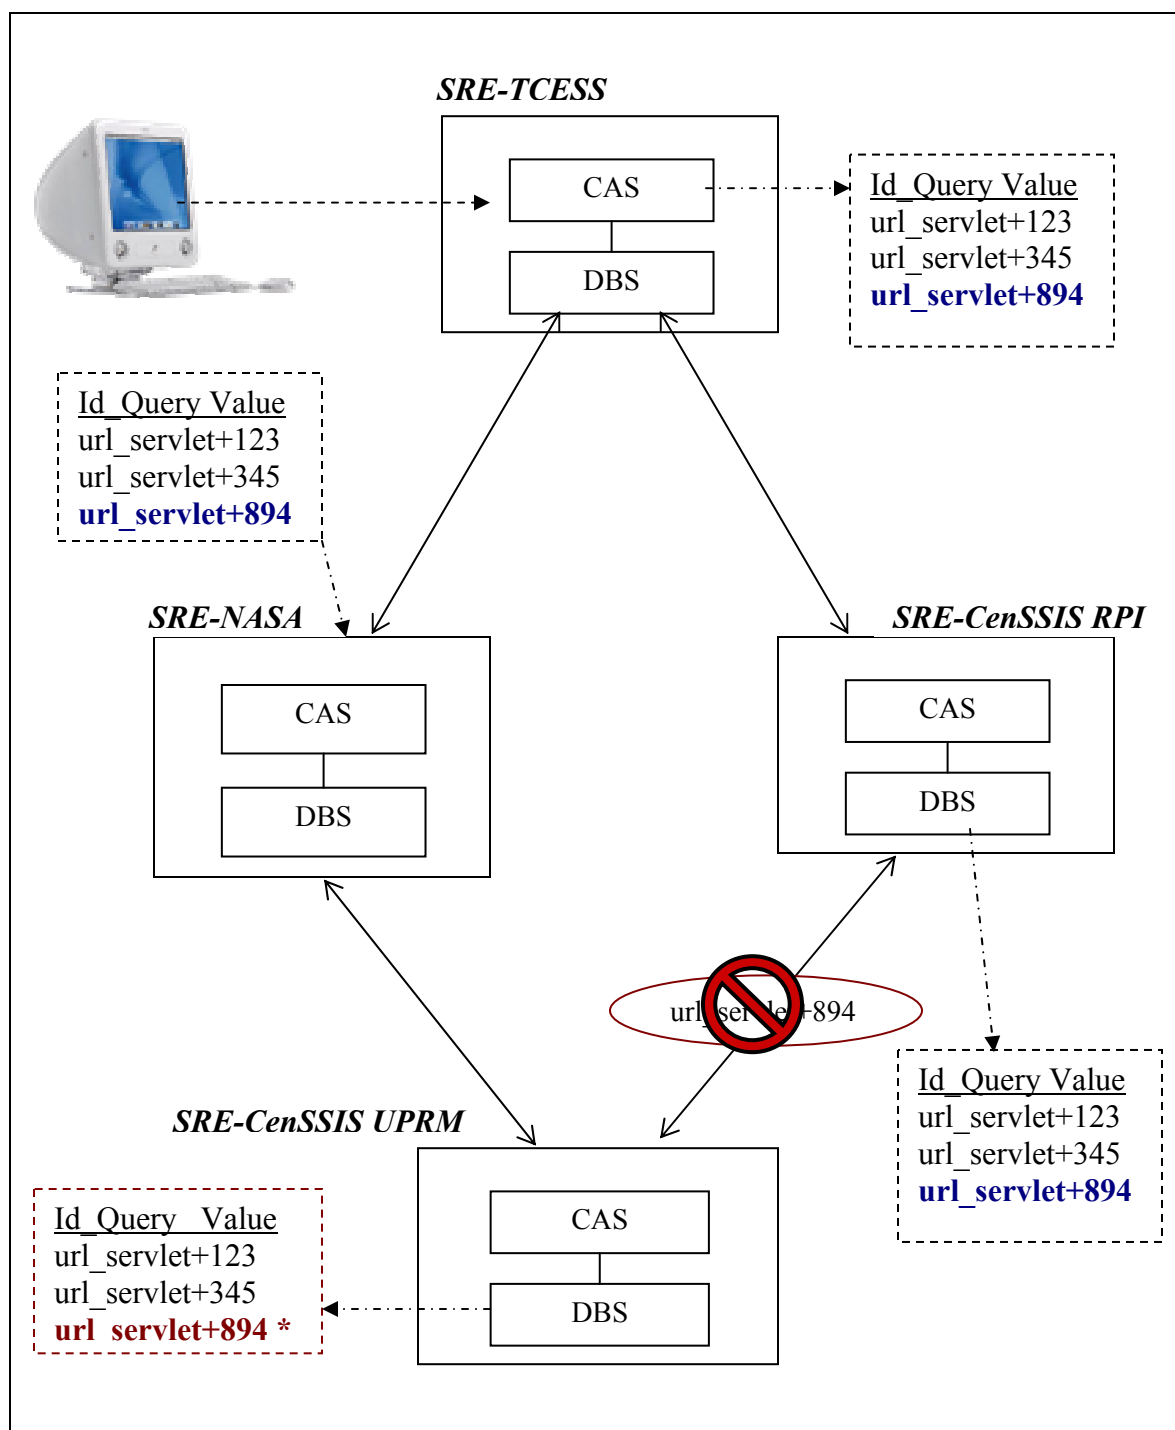 SRE-TCESS
CAS
DBS
Id_Query Value
url_servlet+123
url_servlet+345
url_servlet+894
Id_Query Value
url_servlet+123
url_servlet+345
url_servlet+894
SRE-NASA
CAS
DBS
SRE-CenSSIS RPI
CAS
DBS
url_servlet+894
Id_Query Value
url_servlet+123
url_servlet+345
url_servlet+894
SRE-CenSSIS UPRM
CAS
DBS
Id_Query Value
url_servlet+123
url_servlet+345
url_servlet+894 *